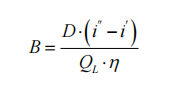 B = D·(i″ − i′) / Q_L·η